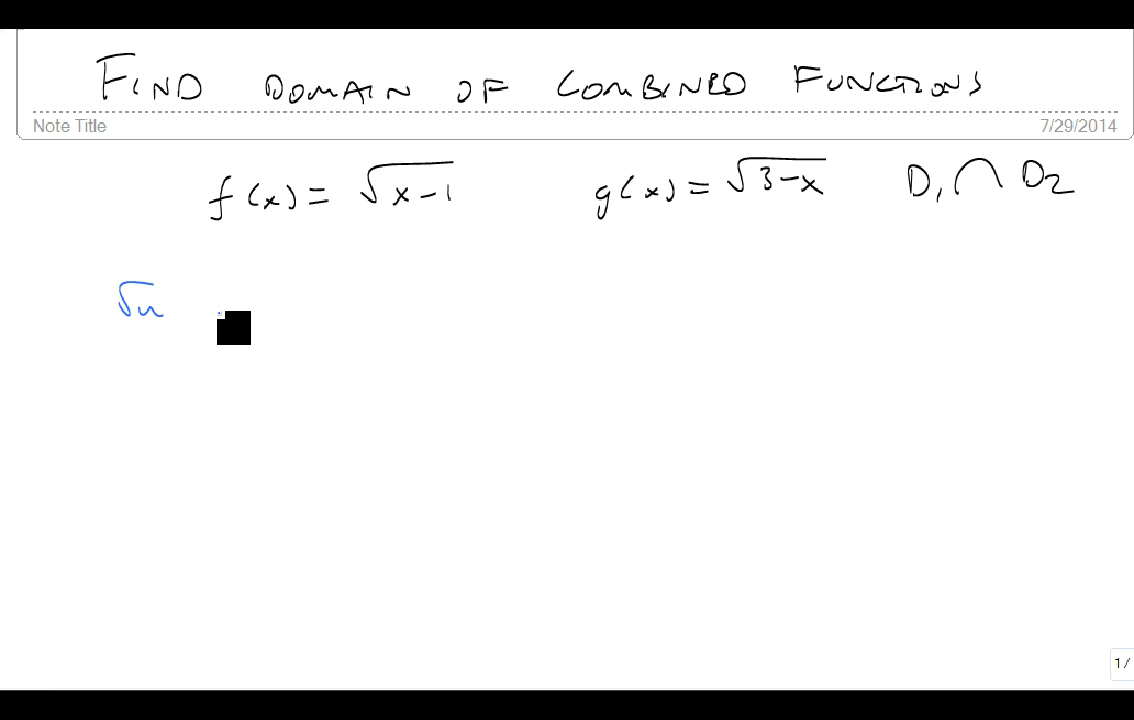 FIND DOMAIN OF COMBINED FUNCTIONS
Note Title 7/29/2014
f(x) = √x-1 g(x) = √3-x D₁ ∩ D2
√u
1/